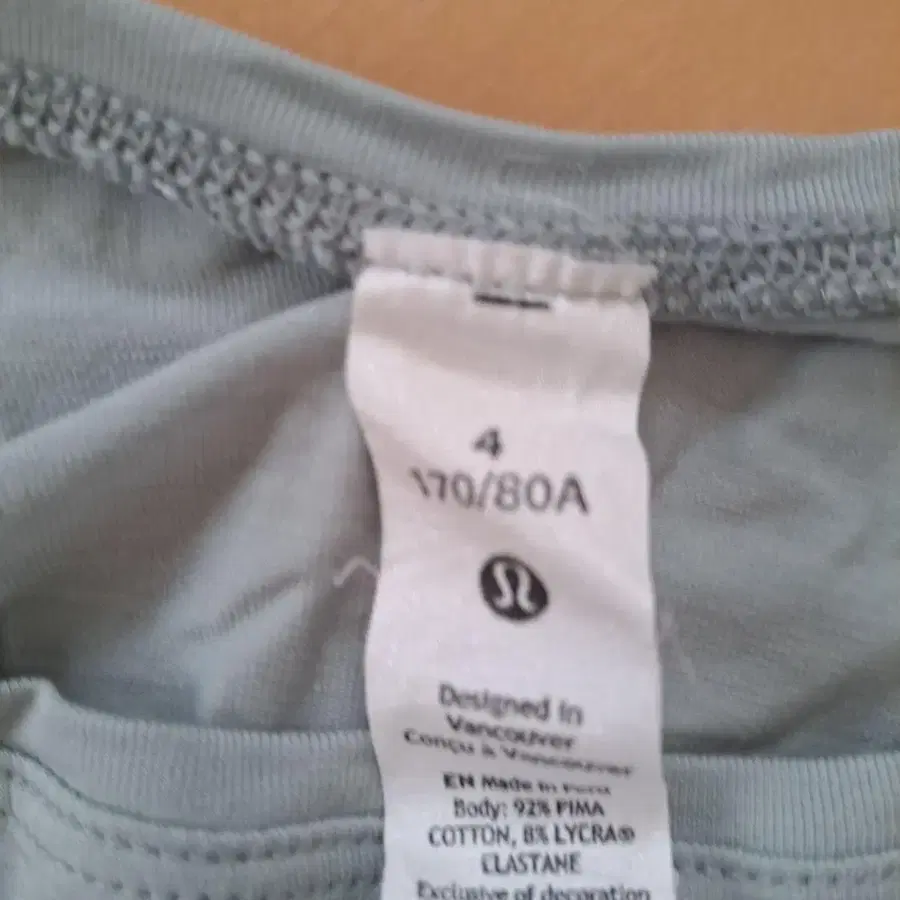 4
170/80A
Designed in
Vancouver
Conçu à Vancouver
EN Made in Peru
Body: 92% PIMA
COTTON, 8% LYCRA®
ELASTANE
Exclusive of decoration